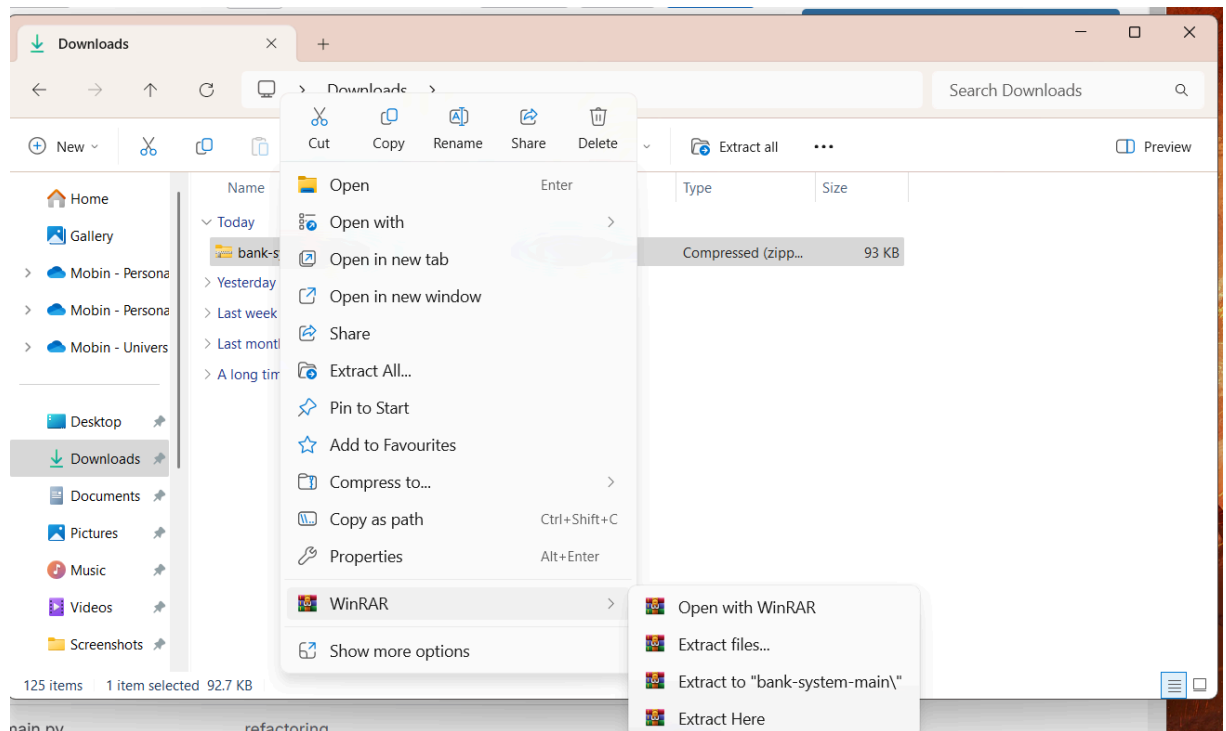 Downloads
Downloads
Search Downloads
New
Cut Copy Rename Share Delete
Extract all
Preview
Name Type Size
Home
Gallery
Mobin - Persona
Mobin - Persona
Mobin - Univers
Desktop
Downloads
Documents
Pictures
Music
Videos
Screenshots
Today
bank-s Compressed (zipp... 93 KB
Yesterday
Last week
Last month
A long tim
Open Enter
Open with
Open in new tab
Open in new window
Share
Extract All...
Pin to Start
Add to Favourites
Compress to...
Copy as path Ctrl+Shift+C
Properties Alt+Enter
WinRAR
Show more options
Open with WinRAR
Extract files...
Extract to "bank-system-main\"
Extract Here
125 items 1 item selected 92.7 KB
main.py refactoring